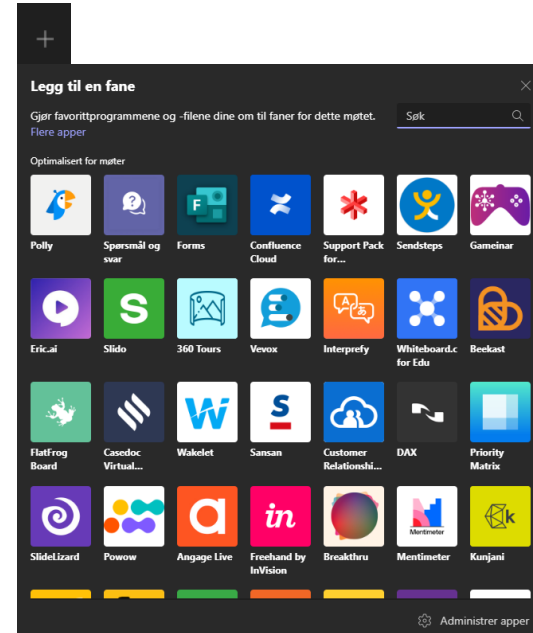 Legg til en fane
Gjør favorittprogrammene og -filene dine om til faner for dette møtet.
Flere apper
Søk
Optimalisert for møter
Polly
Spørsmål og
svar
Forms
Confluence
Cloud
Support Pack
for...
Sendsteps
Gameinar
Eric.ai
Slido
360 Tours
Vevox
Interprefy
Whiteboard.c
for Edu
Beekast
FlatFrog
Board
Casedoc
Virtual...
Wakelet
Sansan
Customer
Relationshi...
DAX
Priority
Matrix
SlideLizard
Powow
Angage Live
Freehand by
InVision
Breakthru
Mentimeter
Mentimeter
Kunjani
Administrer apper